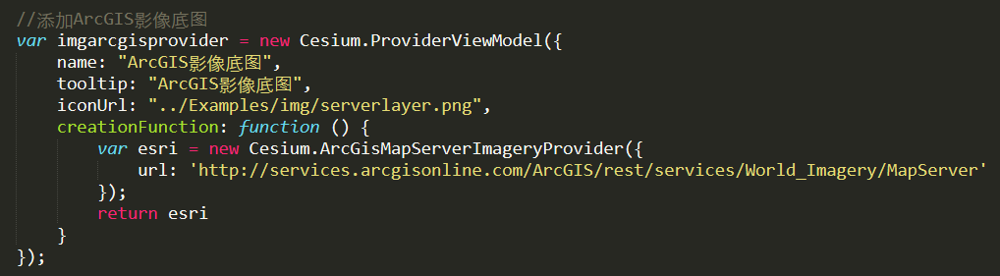 //添加ArcGIS影像底图
var imgarcgisprovider = new Cesium.ProviderViewModel({
    name: "ArcGIS影像底图",
    tooltip: "ArcGIS影像底图",
    iconUrl: "../Examples/img/serverlayer.png",
    creationFunction: function () {
        var esri = new Cesium.ArcGisMapServerImageryProvider({
            url: 'http://services.arcgisonline.com/ArcGIS/rest/services/World_Imagery/MapServer'
        });
        return esri
    }
});